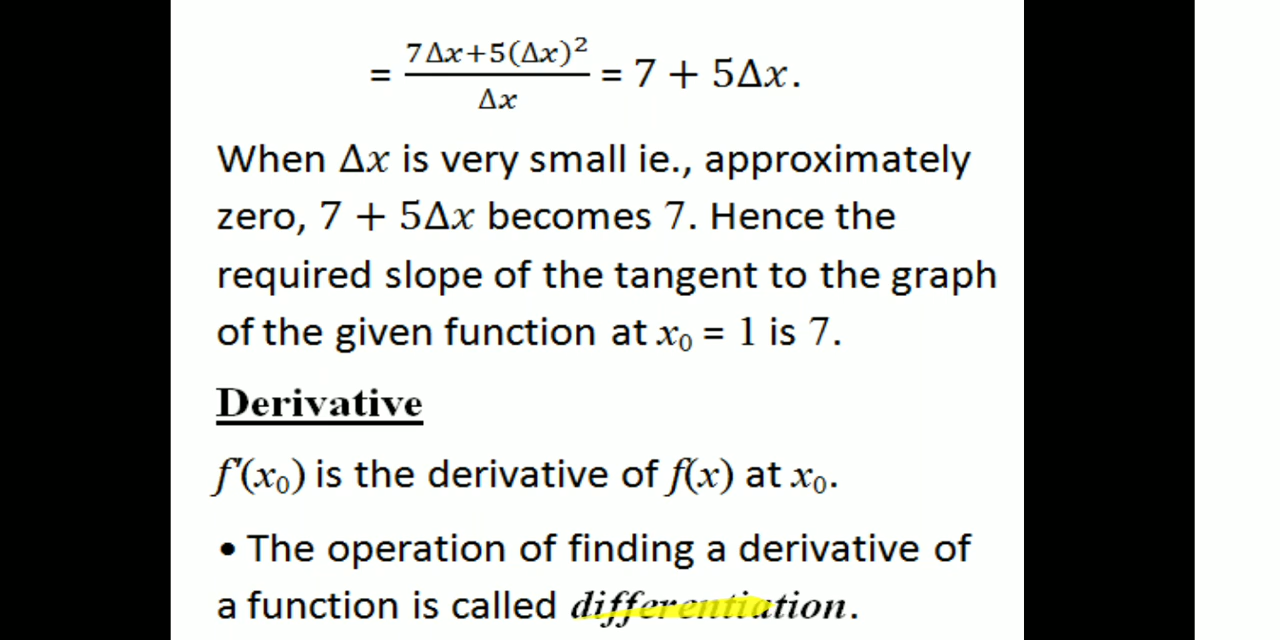 = 7Δx+5(Δx)² / Δx = 7 + 5Δx.
When Δx is very small ie., approximately
zero, 7 + 5Δx becomes 7. Hence the
required slope of the tangent to the graph
of the given function at x₀ = 1 is 7.
Derivative
f'(x₀) is the derivative of f(x) at x₀.
• The operation of finding a derivative of
a function is called differentiation.